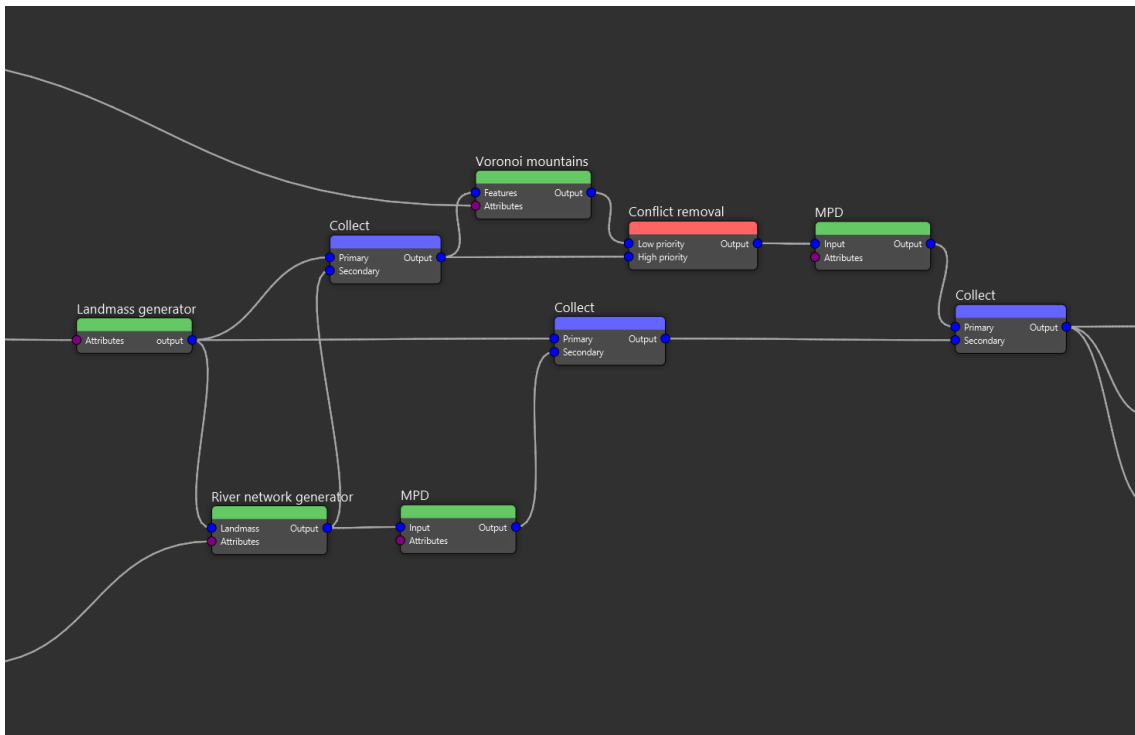 Voronoi mountains
Features Output
Attributes
Conflict removal
Low priority Output
High priority
MPD
Input Output
Attributes
Collect
Primary Output
Secondary
Landmass generator
Attributes output
Collect
Primary Output
Secondary
Collect
Primary Output
Secondary
River network generator
Landmass Output
Attributes
MPD
Input Output
Attributes